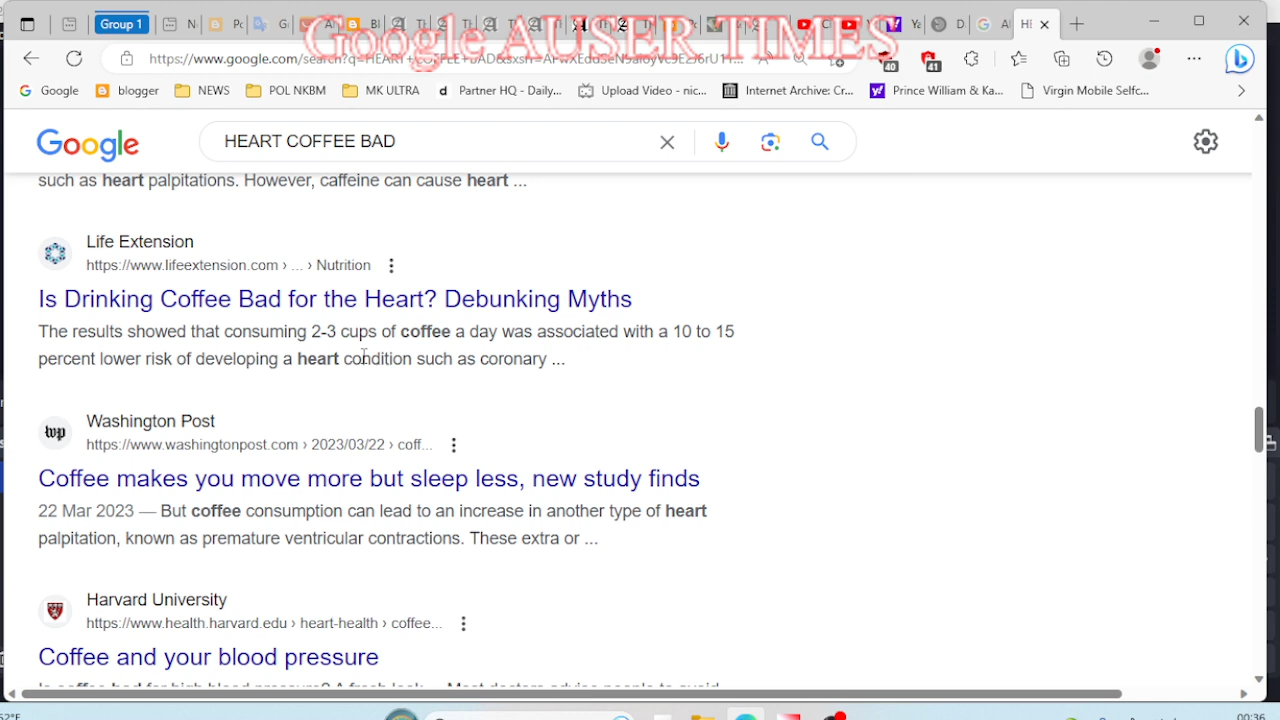 Google AUSER TIMES
Group 1
https://www.google.com/search?q=HEART+COFFEE+BAD&sxsrf=
40
41
Google
blogger
NEWS
POL NKBM
MK ULTRA
Partner HQ - Daily...
Upload Video - nic...
Internet Archive: Cr...
Prince William & Ka...
Virgin Mobile Selfc...
Google
HEART COFFEE BAD
such as heart palpitations. However, caffeine can cause heart ...
Life Extension
https://www.lifeextension.com › ... › Nutrition
Is Drinking Coffee Bad for the Heart? Debunking Myths
The results showed that consuming 2-3 cups of coffee a day was associated with a 10 to 15
percent lower risk of developing a heart condition such as coronary ...
Washington Post
https://www.washingtonpost.com › 2023/03/22 › coff...
Coffee makes you move more but sleep less, new study finds
22 Mar 2023 — But coffee consumption can lead to an increase in another type of heart
palpitation, known as premature ventricular contractions. These extra or ...
Harvard University
https://www.health.harvard.edu › heart-health › coffee...
Coffee and your blood pressure
00:36